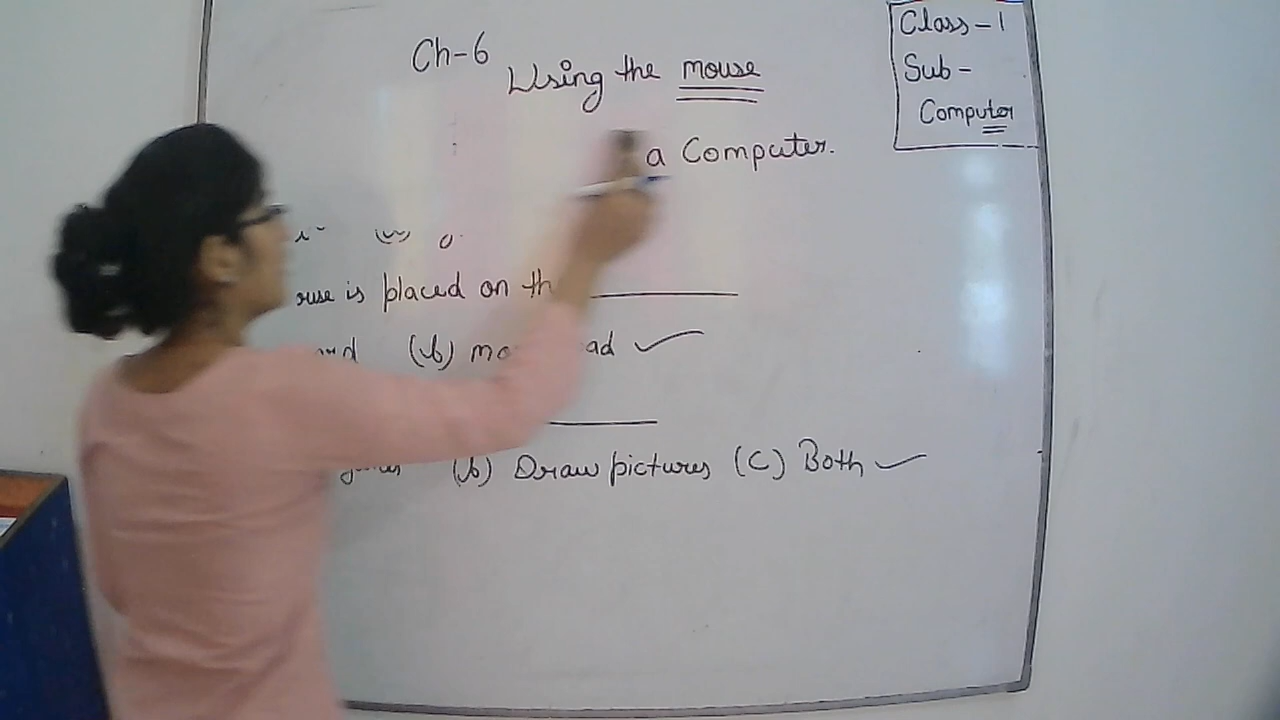 Ch-6
Using the mouse
Class - 1
Sub -
Computer
a Computer.
ouse is placed on th
(b) ad ✓
(b) Draw pictures (c) Both ✓